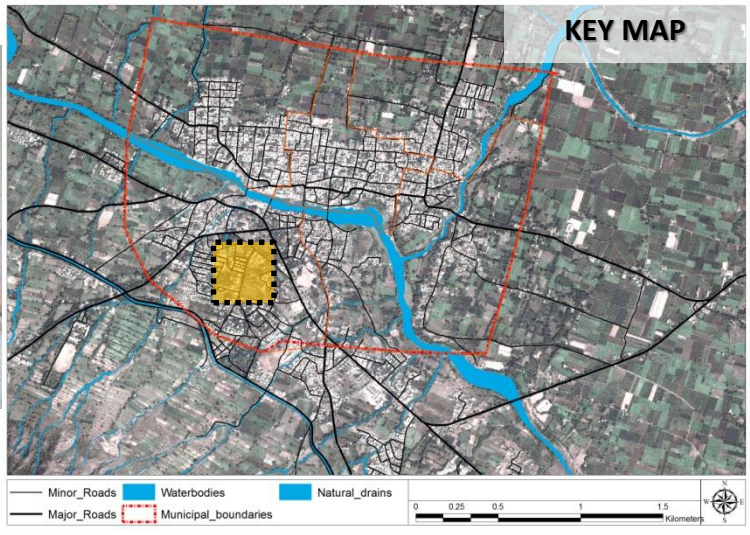 KEY MAP
Minor_Roads Waterbodies Natural_drains
Major_Roads Municipal_boundaries
0 0.25 0.5 1 1.5
Kilometers
N
W E
S